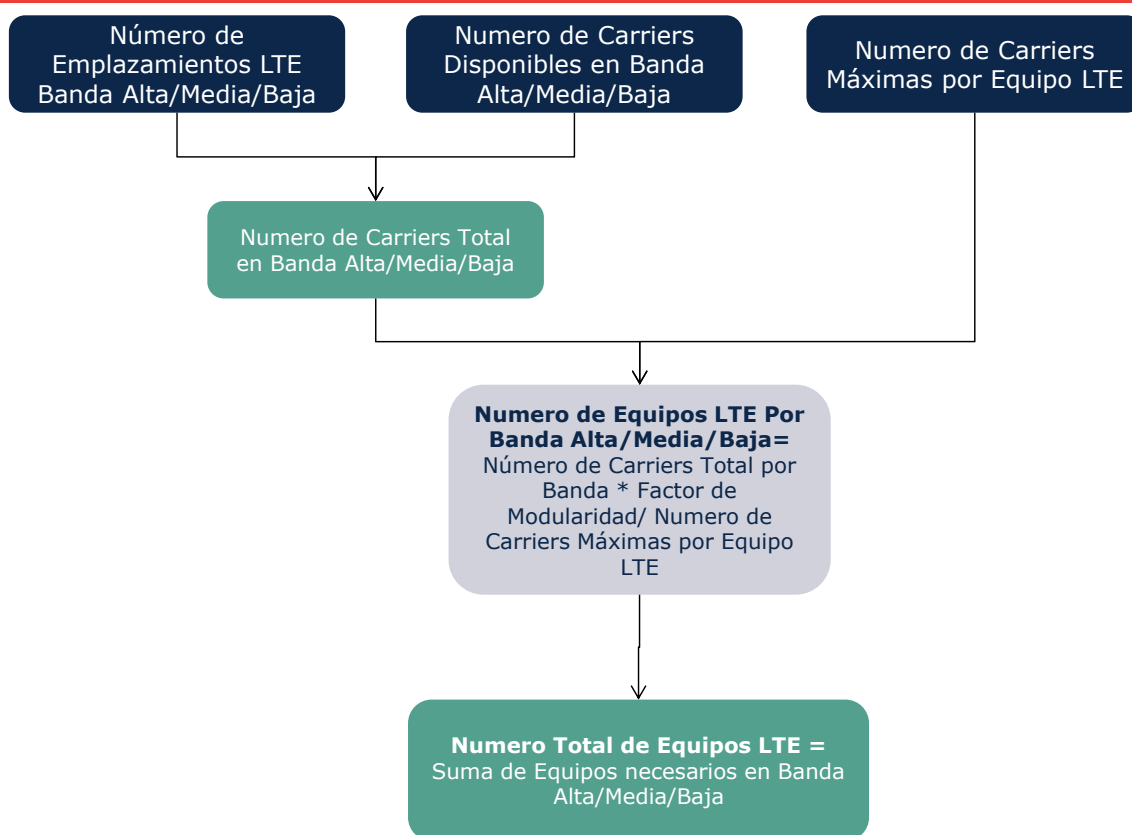 Número de
Emplazamientos LTE
Banda Alta/Media/Baja
Numero de Carriers
Disponibles en Banda
Alta/Media/Baja
Numero de Carriers
Máximas por Equipo LTE
Numero de Carriers Total
en Banda Alta/Media/Baja
Numero de Equipos LTE Por
Banda Alta/Media/Baja=
Número de Carriers Total por
Banda * Factor de
Modularidad/ Numero de
Carriers Máximas por Equipo
LTE
Numero Total de Equipos LTE =
Suma de Equipos necesarios en Banda
Alta/Media/Baja